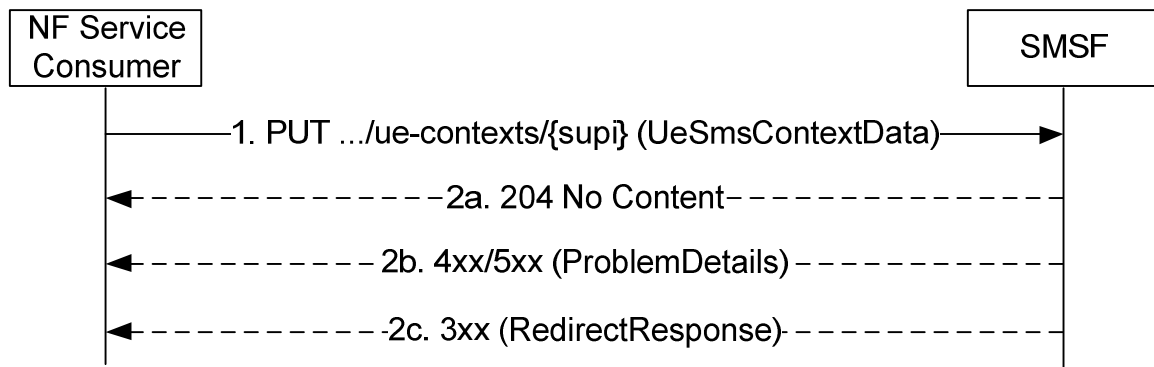 NF Service
Consumer
SMSF
1. PUT .../ue-contexts/{supi} (UeSmsContextData)
2a. 204 No Content
2b. 4xx/5xx (ProblemDetails)
2c. 3xx (RedirectResponse)